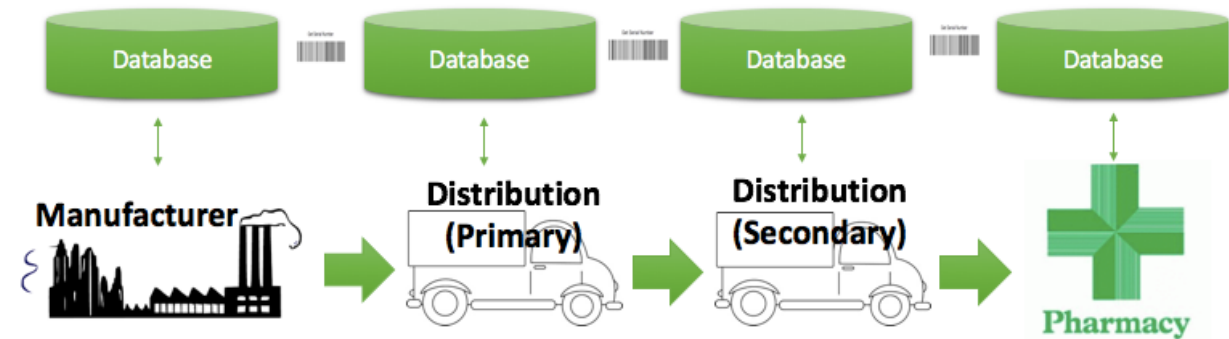 Database
Database
Database
Database
Manufacturer
Distribution
(Primary)
Distribution
(Secondary)
Pharmacy